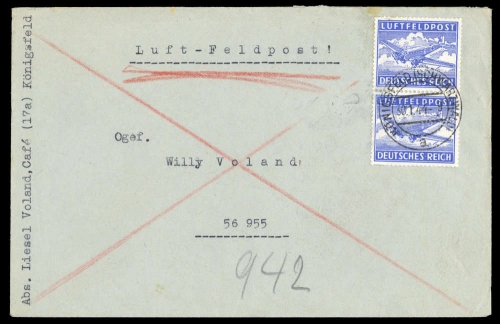 Luft-Feldpost!
Ogef.
Willy Voland
56 955
942
Abs. Liesel Voland,Café (17a) Königsfeld
LUFTFELDPOST
DEUTSCHES REICH
LUFTFELDPOST
DEUTSCHES REICH
KÖNIGSFELD
a